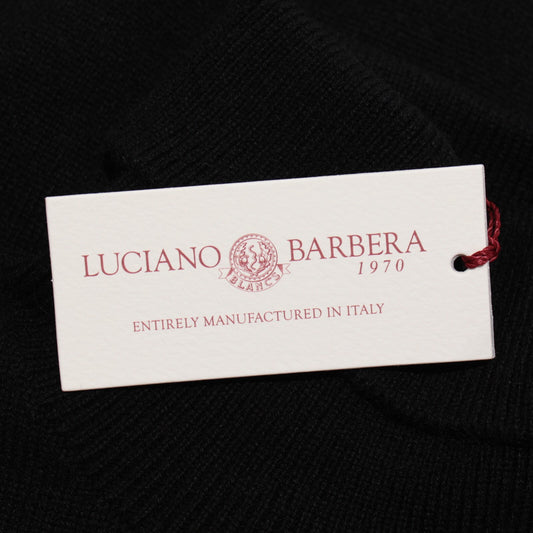 LUCIANO BARBERA
1970
BLANCS
ENTIRELY MANUFACTURED IN ITALY